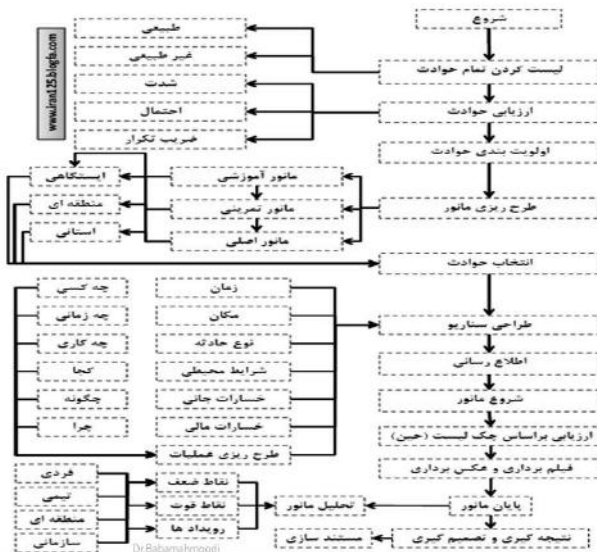 شروع
لیست کردن تمام حوادث
طبیعی
غیر طبیعی
ارزیابی حوادث
شدت
احتمال
ضریب تکرار
اولویت بندی حوادث
طرح ریزی مانور
مانور آموزشی
مانور تمرینی
مانور اصلی
ایستگاهی
منطقه ای
استانی
انتخاب حوادث
طراحی سناریو
زمان
مکان
نوع حادثه
شرایط محیطی
خسارات جانی
خسارات مالی
طرح ریزی عملیات
چه کسی
چه زمانی
چه کاری
کجا
چگونه
چرا
اطلاع رسانی
شروع مانور
ارزیابی براساس چک لیست (حین)
فیلم برداری و عکس برداری
پایان مانور
تحلیل مانور
نقاط ضعف
نقاط قوت
رویداد ها
فردی
تیمی
منطقه ای
سازمانی
نتیجه گیری و تصمیم گیری
مستند سازی
www.iran125.blogfa.com
Dr.Babamahmoodi